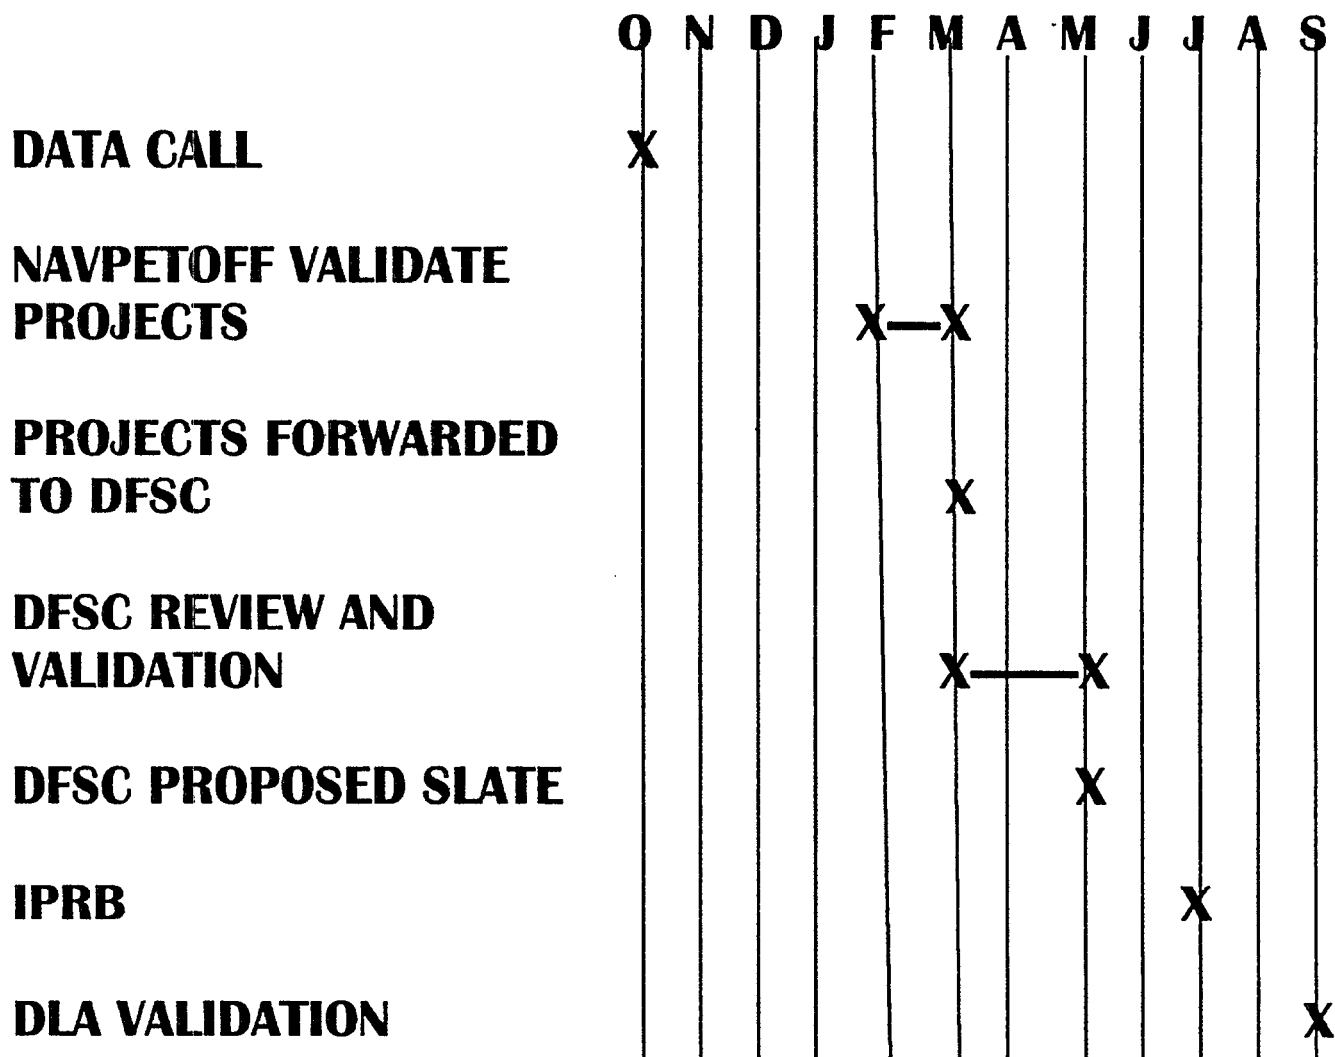 O N D J F M A M J J A S
DATA CALL X
NAVPETOFF VALIDATE
PROJECTS X X
PROJECTS FORWARDED
TO DFSC X
DFSC REVIEW AND
VALIDATION X X
DFSC PROPOSED SLATE X
IPRB X
DLA VALIDATION X